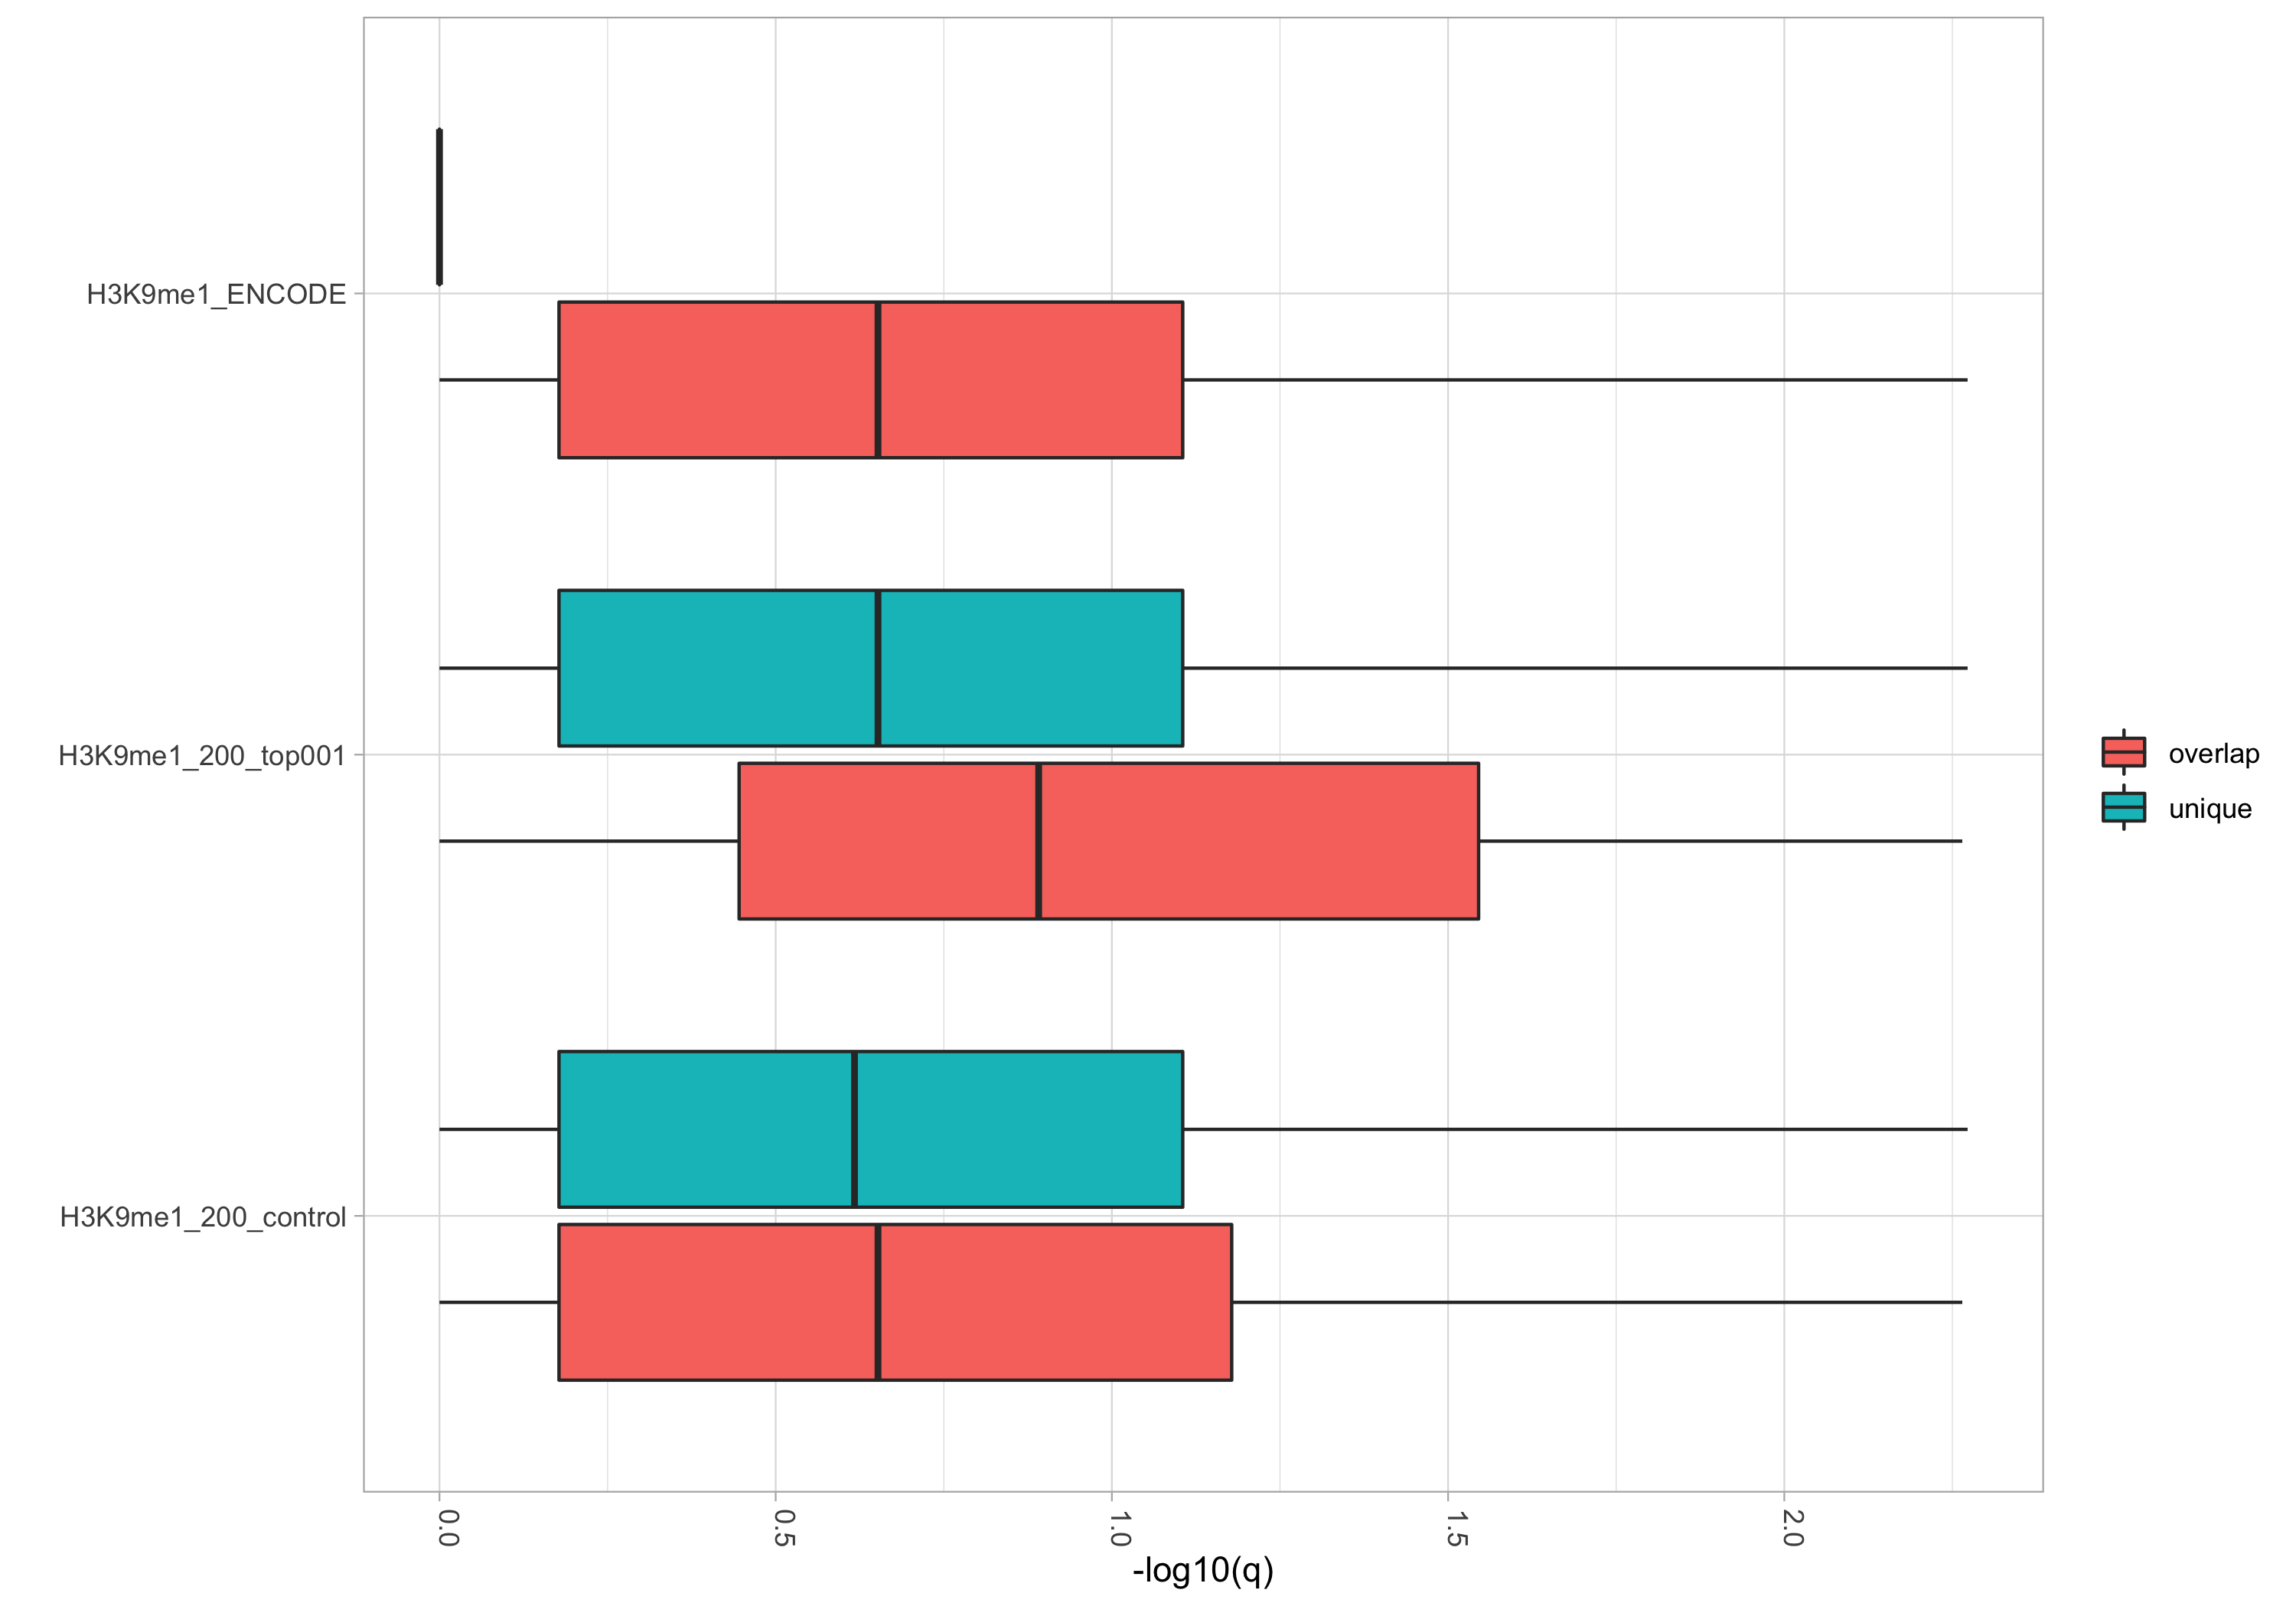 H3K9me1_ENCODE
H3K9me1_200_top001
H3K9me1_200_control
0.0
0.5
1.0
1.5
2.0
-log10(q)
overlap
unique